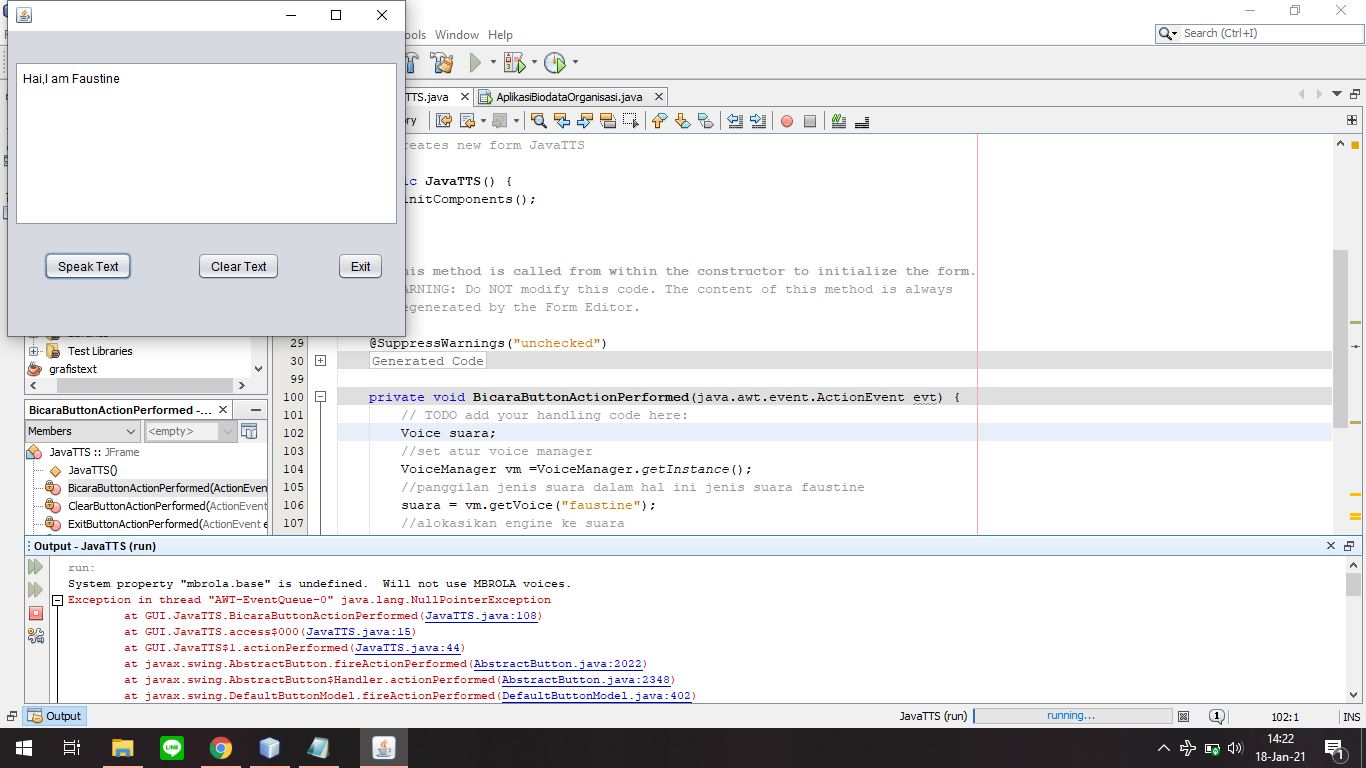 Hai,I am Faustine
Speak Text
Clear Text
Exit
ools Window Help
Search (Ctrl+I)
TTS.java
AplikasiBiodataOrganisasi.java
ry
reates new form JavaTTS
ic JavaTTS() {
initComponents();
his method is called from within the constructor to initialize the form.
ARNING: Do NOT modify this code. The content of this method is always
egenerated by the Form Editor.
29 @SuppressWarnings("unchecked")
30 Generated Code
99
100 private void BicaraButtonActionPerformed(java.awt.event.ActionEvent evt) {
101 // TODO add your handling code here:
102 Voice suara;
103 //set atur voice manager
104 VoiceManager vm =VoiceManager.getInstance();
105 //panggilan jenis suara dalam hal ini jenis suara faustine
106 suara = vm.getVoice("faustine");
107 //alokasikan engine ke suara
Test Libraries
grafistext
BicaraButtonActionPerformed -...
Members
<empty>
JavaTTS :: JFrame
JavaTTS()
BicaraButtonActionPerformed(ActionEven
ClearButtonActionPerformed(ActionEvent
ExitButtonActionPerformed(ActionEvent e
Output - JavaTTS (run)
run:
System property "mbrola.base" is undefined.  Will not use MBROLA voices.
Exception in thread "AWT-EventQueue-0" java.lang.NullPointerException
at GUI.JavaTTS.BicaraButtonActionPerformed(JavaTTS.java:108)
at GUI.JavaTTS.access$000(JavaTTS.java:15)
at GUI.JavaTTS$1.actionPerformed(JavaTTS.java:44)
at javax.swing.AbstractButton.fireActionPerformed(AbstractButton.java:2022)
at javax.swing.AbstractButton$Handler.actionPerformed(AbstractButton.java:2348)
at javax.swing.DefaultButtonModel.fireActionPerformed(DefaultButtonModel.java:402)
Output
JavaTTS (run)
running...
1
102:1
INS
LINE
14:22
18-Jan-21
1